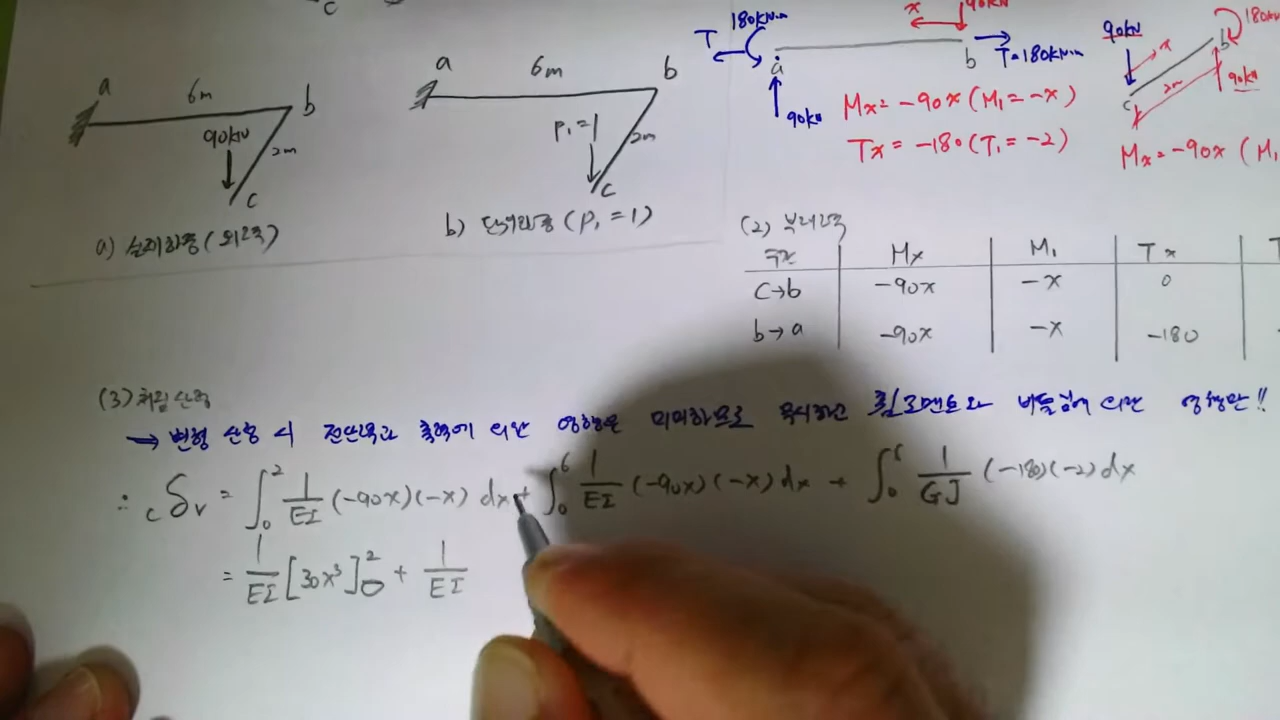 c
a
6m
b
90kN
2m
c
a) 실제하중(외력)
a
6m
b
P₁=1
2m
c
b) 단위하중(P₁=1)
180kN·m
T
a
90kN
x
90kN
b
T=180kN·m
Mx=-90x(M₁=-x)
Tx=-180(T₁=-2)
90kN
x
2m
c
b
180k
90kN
Mx=-90x(M₁
(2) 부재력
구간 Mx M₁ Tx T
c→b -90x -x 0
b→a -90x -x -180
(3) 처짐산정
→ 변형 산정 시 전단력과 축력에 의한 영향은 미미하므로 무시하고 휨모멘트와 비틀림에 의한 영향만!!
∴ cδv = ∫₀² 1/EI (-90x)(-x) dx + ∫₀⁶ 1/EI (-90x)(-x) dx + ∫₀⁶ 1/GJ (-180)(-2) dx
= 1/EI [30x³]₀² + 1/EI